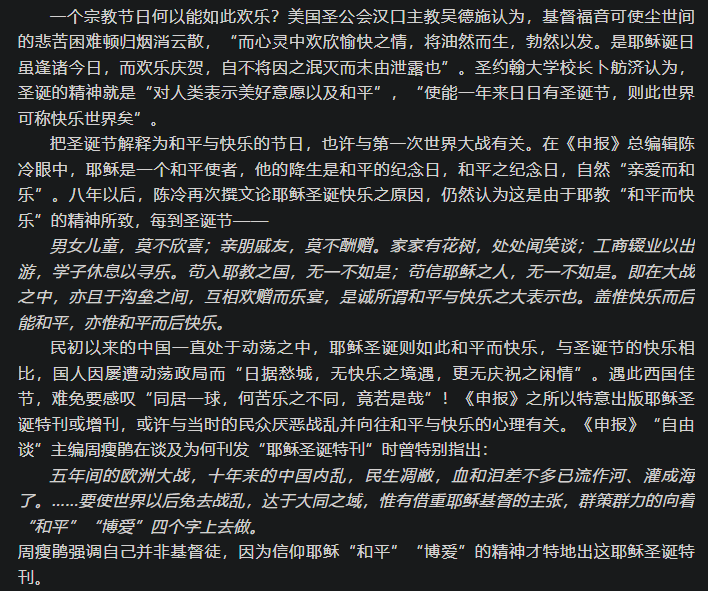 一个宗教节日何以能如此欢乐？美国圣公会汉口主教吴德施认为，基督福音可使尘世间
的悲苦困难顿归烟消云散，“而心灵中欢欣愉快之情，将油然而生，勃然以发。是耶稣诞日
虽逢诸今日，而欢乐庆贺，自不将因之泯灭而末由泄露也”。圣约翰大学校长卜舫济认为，
圣诞的精神就是“对人类表示美好意愿以及和平”，“使能一年来日日有圣诞节，则此世界
可称快乐世界矣”。
把圣诞节解释为和平与快乐的节日，也许与第一次世界大战有关。在《申报》总编辑陈
冷眼中，耶稣是一个和平使者，他的降生是和平的纪念日，和平之纪念日，自然“亲爱而和
乐”。八年以后，陈冷再次撰文论耶稣圣诞快乐之原因，仍然认为这是由于耶教“和平而快
乐”的精神所致，每到圣诞节——
男女儿童，莫不欣喜；亲朋戚友，莫不酬赠。家家有花树，处处闻笑谈；工商辍业以出
游，学子休息以寻乐。苟入耶教之国，无一不如是；苟信耶稣之人，无一不如是。即在大战
之中，亦且于沟垒之间，互相欢赠而乐宴，是诚所谓和平与快乐之大表示也。盖惟快乐而后
能和平，亦惟和平而后快乐。
民初以来的中国一直处于动荡之中，耶稣圣诞则如此和平而快乐，与圣诞节的快乐相
比，国人因屡遭动荡政局而“日据愁城，无快乐之境遇，更无庆祝之闲情”。遇此西国佳
节，难免要感叹“同居一球，何苦乐之不同，竟若是哉”！《申报》之所以特意出版耶稣圣
诞特刊或增刊，或许与当时的民众厌恶战乱并向往和平与快乐的心理有关。《申报》“自由
谈”主编周瘦鹃在谈及为何刊发“耶稣圣诞特刊”时曾特别指出：
五年间的欧洲大战，十年来的中国内乱，民生凋敝，血和泪差不多已流作河、灌成海
了。……要使世界以后免去战乱，达于大同之域，惟有借重耶稣基督的主张，群策群力的向着
“和平”“博爱”四个字上去做。
周瘦鹃强调自己并非基督徒，因为信仰耶稣“和平”“博爱”的精神才特地出这耶稣圣诞特
刊。